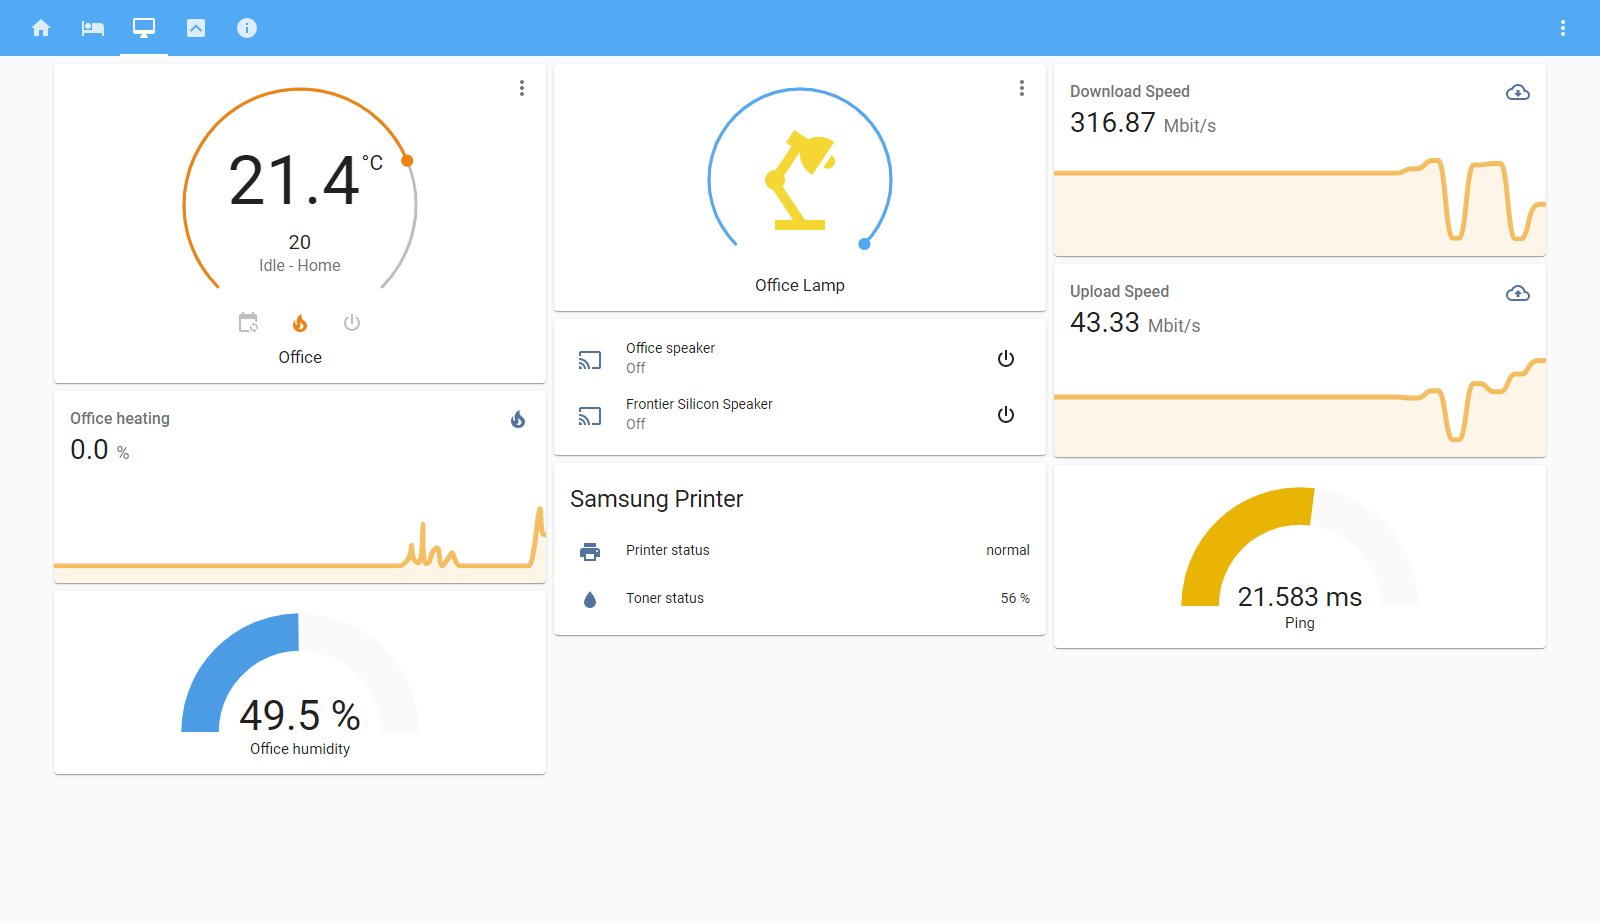 21.4 °C
20
Idle - Home
Office
Office heating
0.0 %
49.5 %
Office humidity
Office Lamp
Office speaker
Off
Frontier Silicon Speaker
Off
Samsung Printer
Printer status normal
Toner status 56 %
Download Speed
316.87 Mbit/s
Upload Speed
43.33 Mbit/s
21.583 ms
Ping